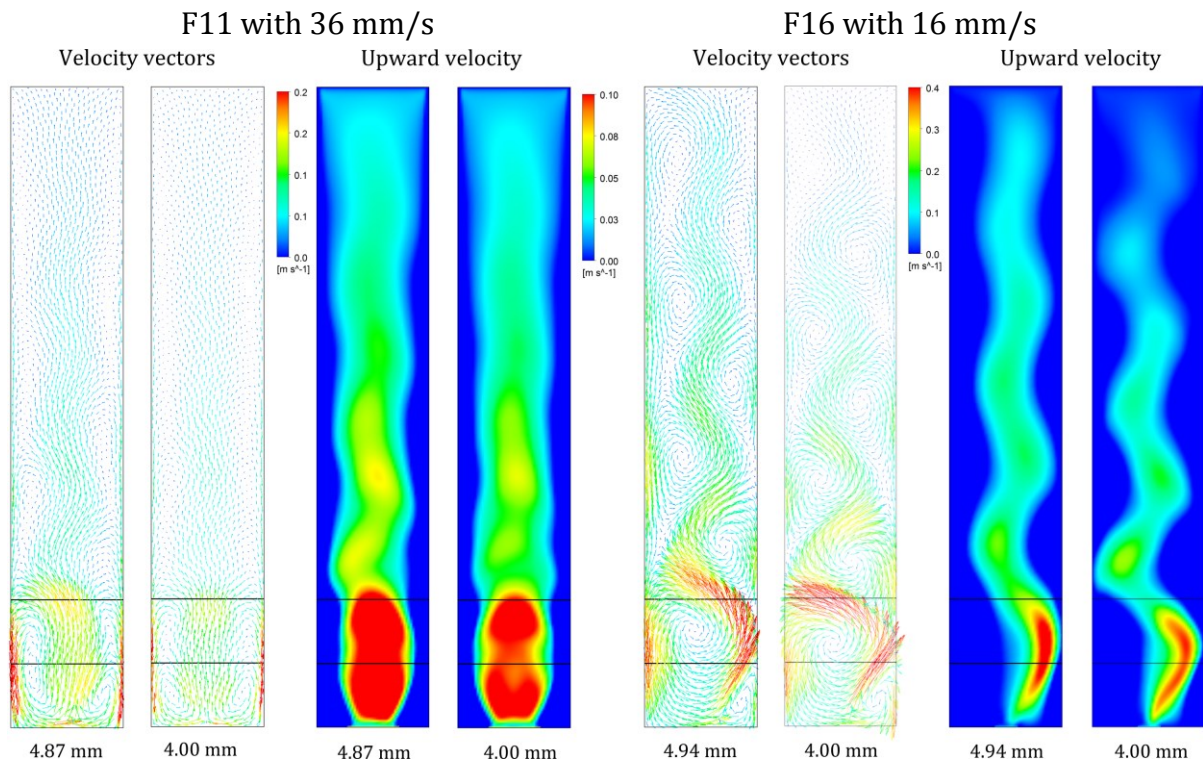 F11 with 36 mm/s
F16 with 16 mm/s
Velocity vectors
Upward velocity
Velocity vectors
Upward velocity
0.2
0.1
0.1
0.0
[m s^-1]
0.10
0.08
0.05
0.03
0.00
[m s^-1]
0.4
0.3
0.2
0.1
0.0
[m s^-1]
4.87 mm
4.00 mm
4.87 mm
4.00 mm
4.94 mm
4.00 mm
4.94 mm
4.00 mm